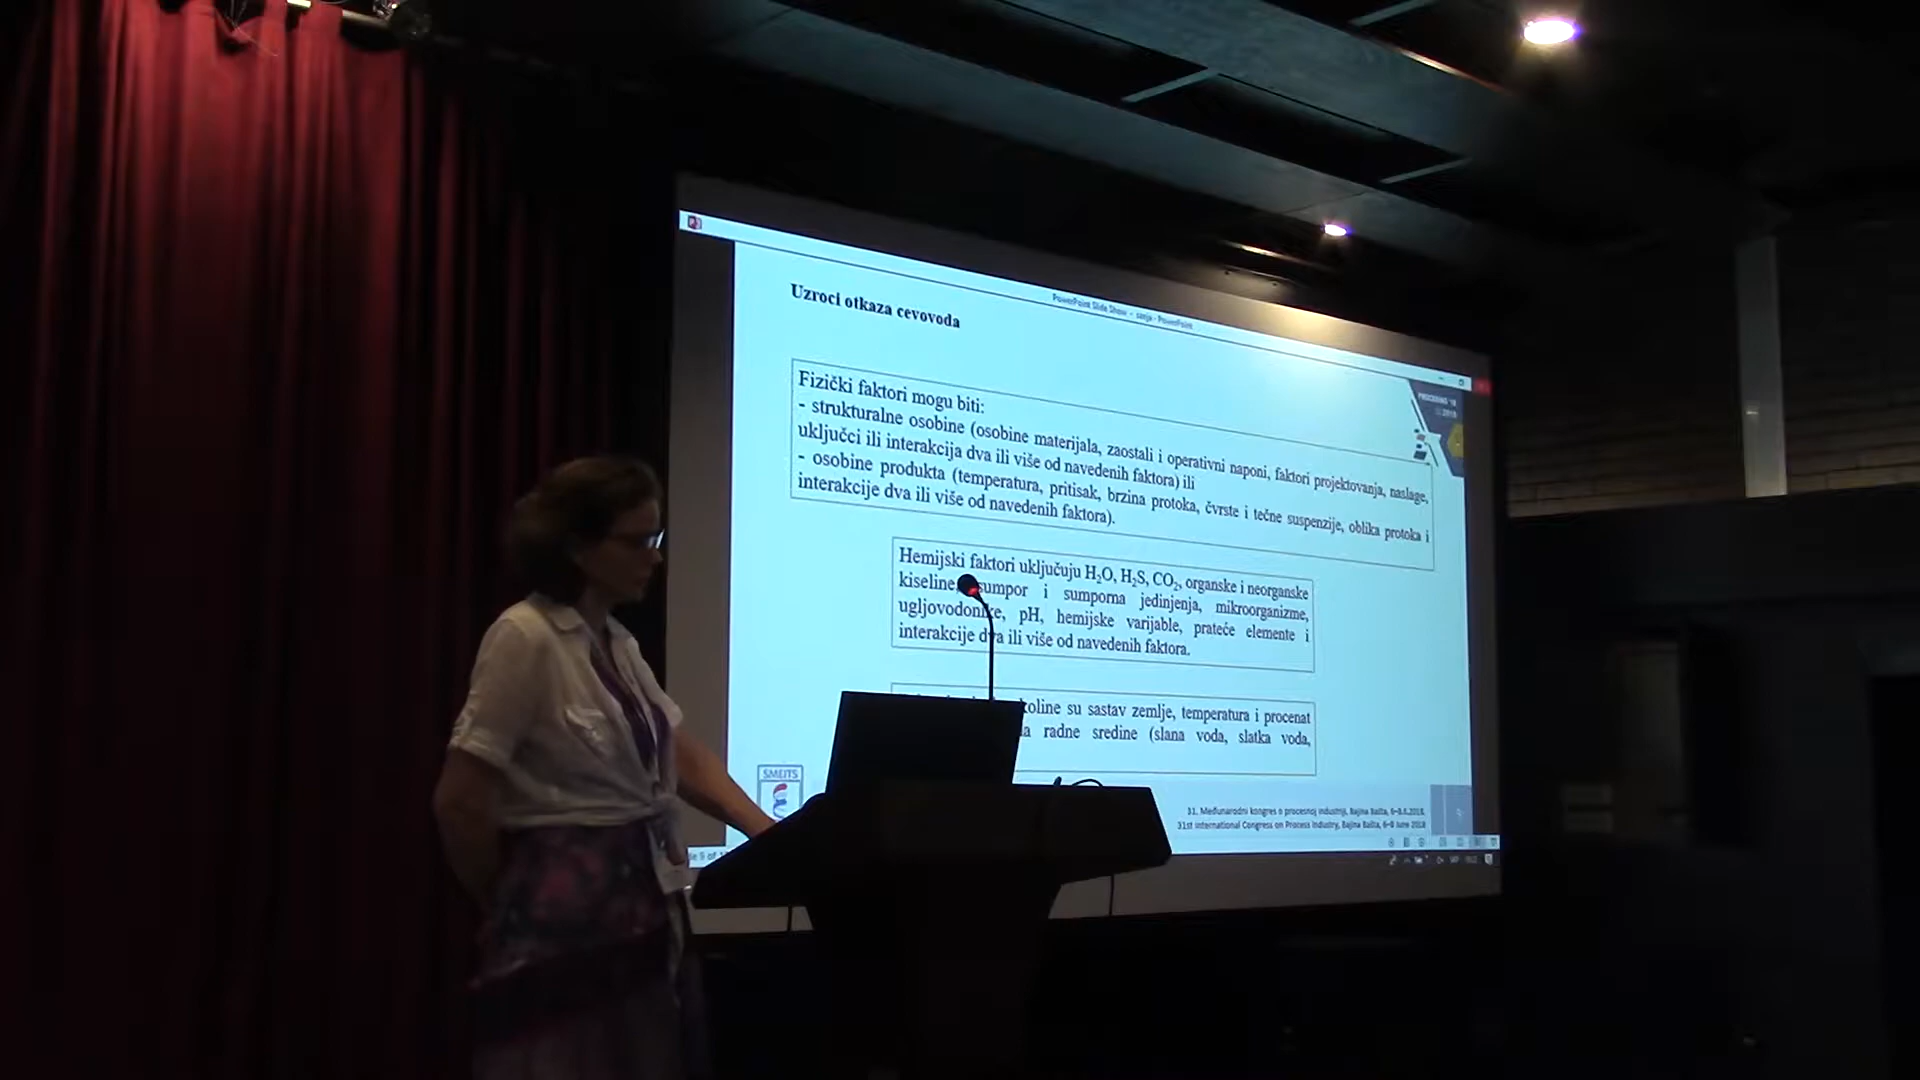 PowerPoint Slide Show - sanja - PowerPoint
Uzroci otkaza cevovoda
PROCESING '18
Fizički faktori mogu biti:
- strukturalne osobine (osobine materijala, zaostali i operativni naponi, faktori projektovanja, naslage,
uključci ili interakcija dva ili više od navedenih faktora) ili
- osobine produkta (temperatura, pritisak, brzina protoka, čvrste i tečne suspenzije, oblika protoka i
interakcije dva ili više od navedenih faktora).
Hemijski faktori uključuju H₂O, H₂S, CO₂, organske i neorganske
kiseline, sumpor i sumporna jedinjenja, mikroorganizme,
ugljovodonike, pH, hemijske varijable, prateće elemente i
interakcije dva ili više od navedenih faktora.
su sastav zemlje, temperatura i procenat
radne sredine (slana voda, slatka voda,
SMEITS
31. Međunarodni kongres o procesnoj industriji, Bajina Bašta, 6–8.6.2018.
31st International Congress on Process Industry, Bajina Bašta, 6–8 June 2018